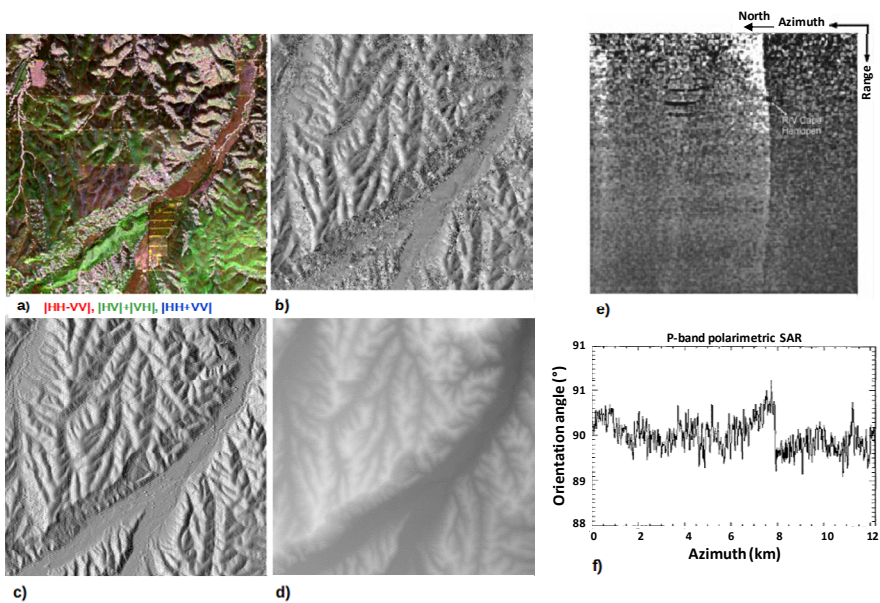 a) |HH-VV|, |HV|+|VH|, |HH+VV|
b)
c)
d)
North Azimuth
Range
R/V Cape
Henlopen
e)
P-band polarimetric SAR
Orientation angle (°)
91
91
90
89
88
0 2 4 6 8 10 12
Azimuth (km)
f)